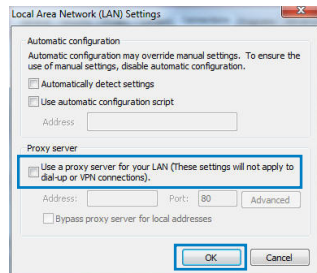 Local Area Network (LAN) Settings
Automatic configuration
Automatic configuration may override manual settings. To ensure the
use of manual settings, disable automatic configuration.
Automatically detect settings
Use automatic configuration script
Address
Proxy server
Use a proxy server for your LAN (These settings will not apply to
dial-up or VPN connections).
Address:
Port:
80
Advanced
Bypass proxy server for local addresses
OK
Cancel